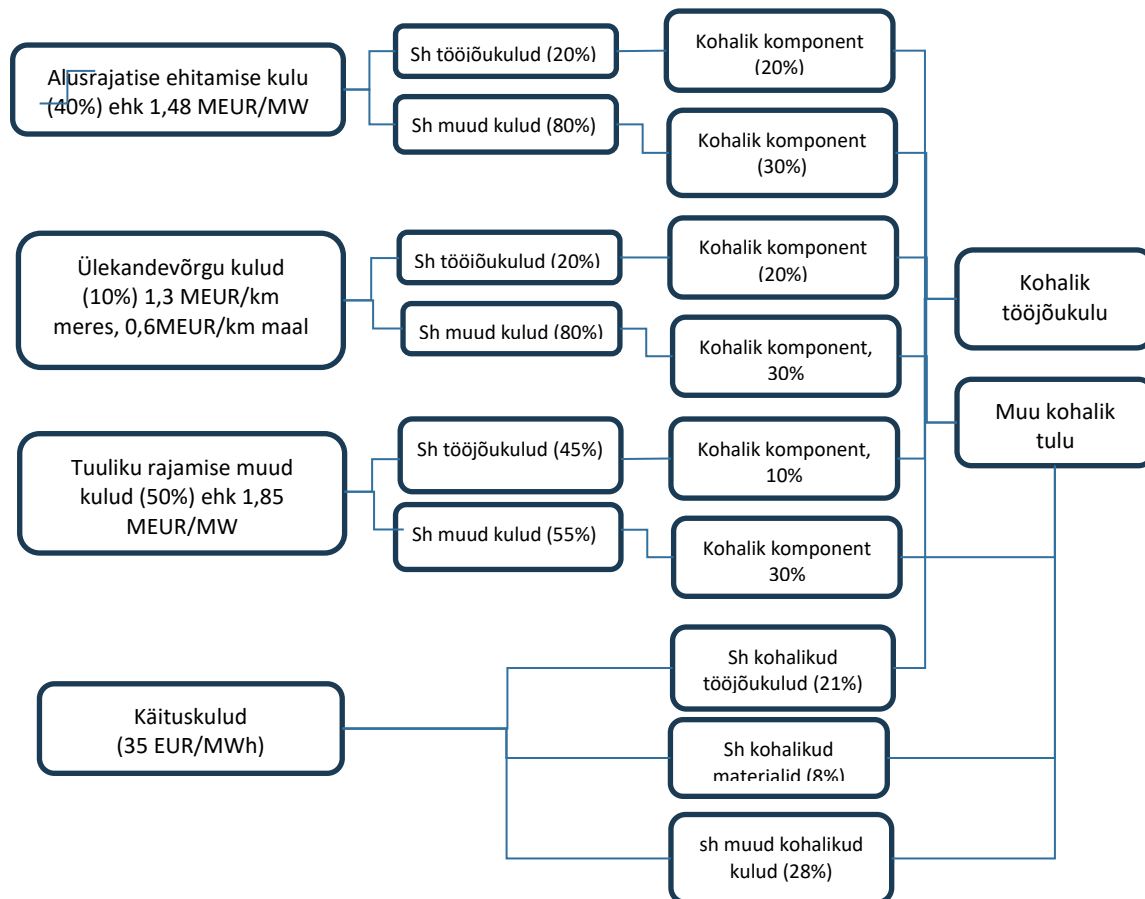 Alusrajatise ehitamise kulu
(40%) ehk 1,48 MEUR/MW
Sh tööjõukulud (20%)
Kohalik komponent
(20%)
Sh muud kulud (80%)
Kohalik komponent
(30%)
Ülekandevõrgu kulud
(10%) 1,3 MEUR/km
meres, 0,6MEUR/km maal
Sh tööjõukulud (20%)
Kohalik komponent
(20%)
Sh muud kulud (80%)
Kohalik komponent,
30%
Kohalik
tööjõukulu
Muu kohalik
tulu
Tuuliku rajamise muud
kulud (50%) ehk 1,85
MEUR/MW
Sh tööjõukulud (45%)
Kohalik komponent,
10%
Sh muud kulud (55%)
Kohalik komponent
30%
Käituskulud
(35 EUR/MWh)
Sh kohalikud
tööjõukulud (21%)
Sh kohalikud
materjalid (8%)
sh muud kohalikud
kulud (28%)